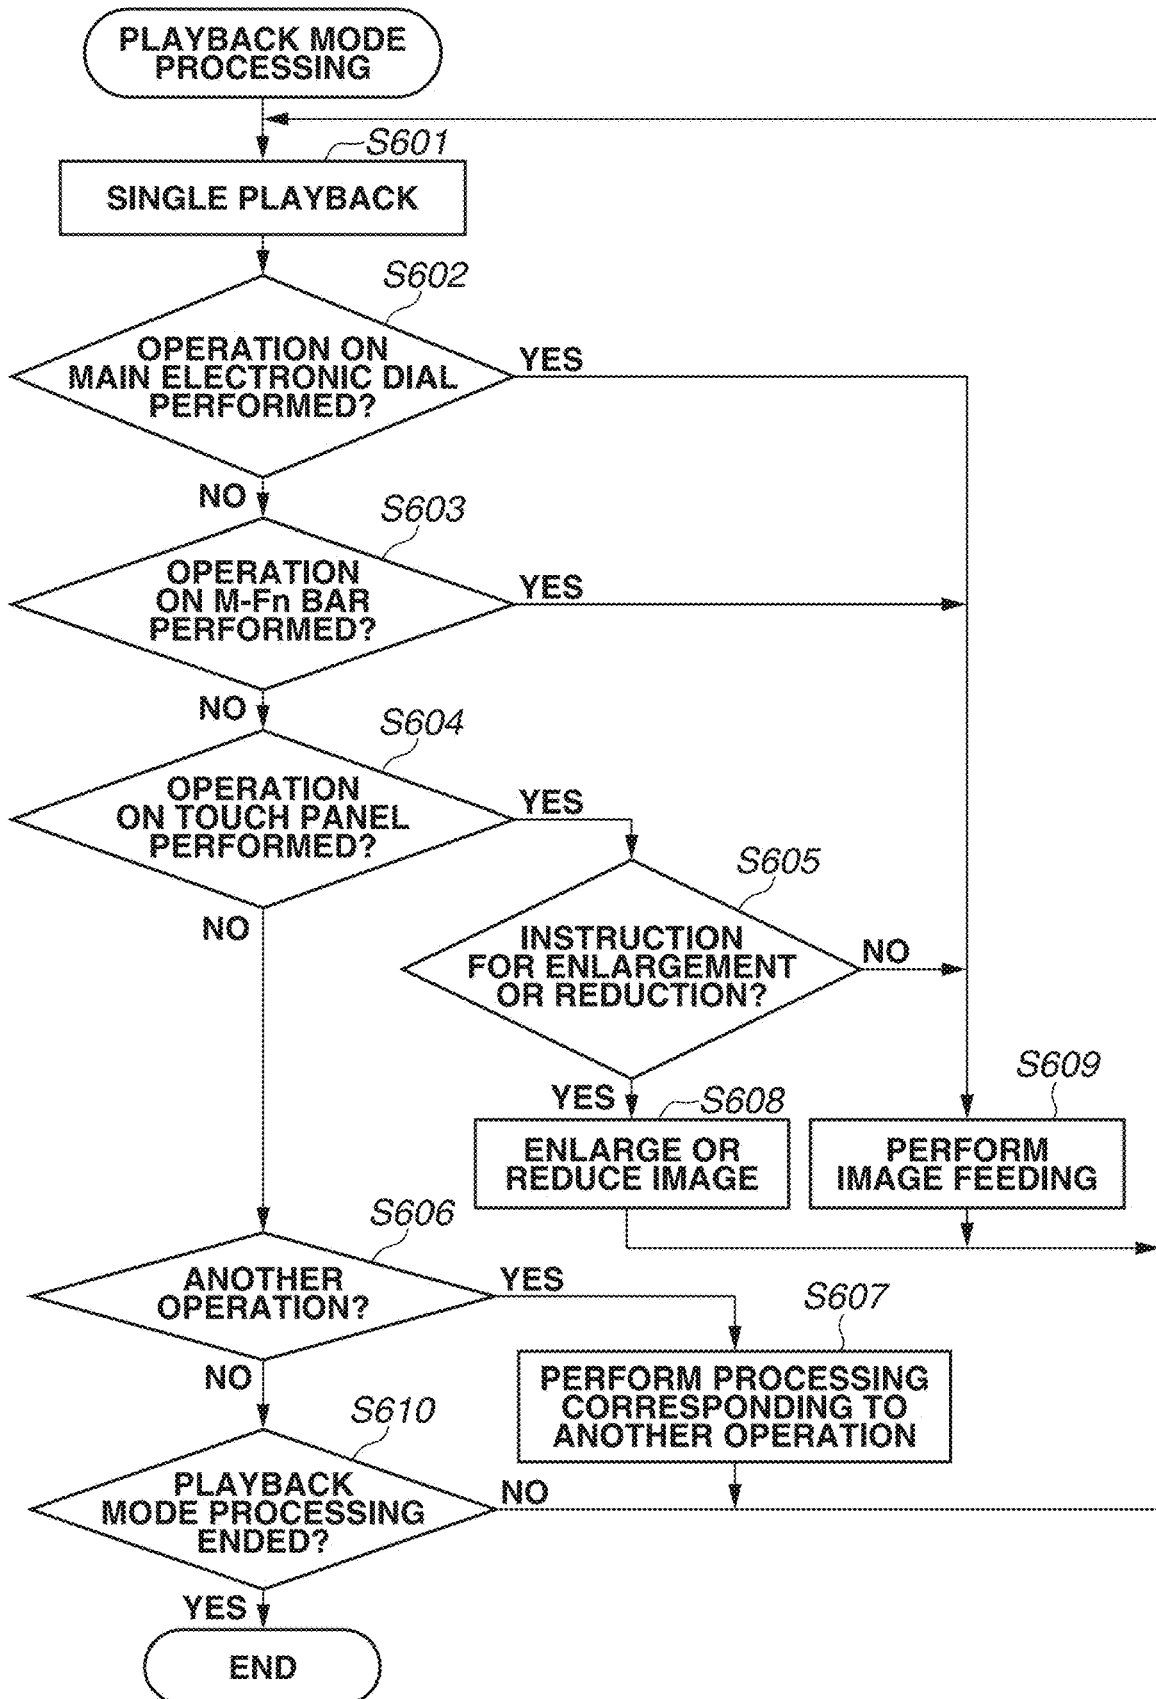 PLAYBACK MODE
PROCESSING
S601
SINGLE PLAYBACK
S602
OPERATION ON
MAIN ELECTRONIC DIAL
PERFORMED?
YES
NO
S603
OPERATION
ON M-Fn BAR
PERFORMED?
YES
NO
S604
OPERATION
ON TOUCH PANEL
PERFORMED?
YES
NO
S605
INSTRUCTION
FOR ENLARGEMENT
OR REDUCTION?
NO
YES
S608
ENLARGE OR
REDUCE IMAGE
S609
PERFORM
IMAGE FEEDING
S606
ANOTHER
OPERATION?
YES
NO
S607
PERFORM PROCESSING
CORRESPONDING TO
ANOTHER OPERATION
S610
PLAYBACK
MODE PROCESSING
ENDED?
NO
YES
END